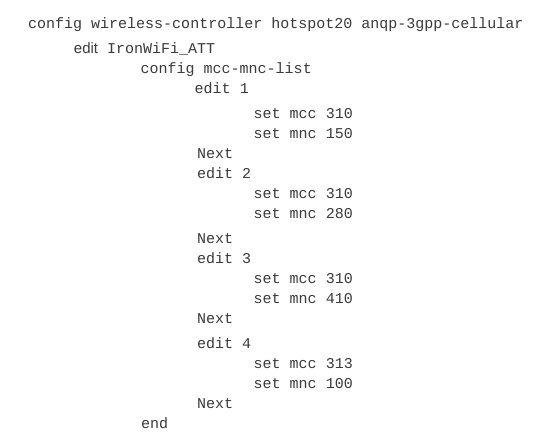 config wireless-controller hotspot20 anqp-3gpp-cellular
edit IronWiFi_ATT
config mcc-mnc-list
edit 1
set mcc 310
set mnc 150
Next
edit 2
set mcc 310
set mnc 280
Next
edit 3
set mcc 310
set mnc 410
Next
edit 4
set mcc 313
set mnc 100
Next
end